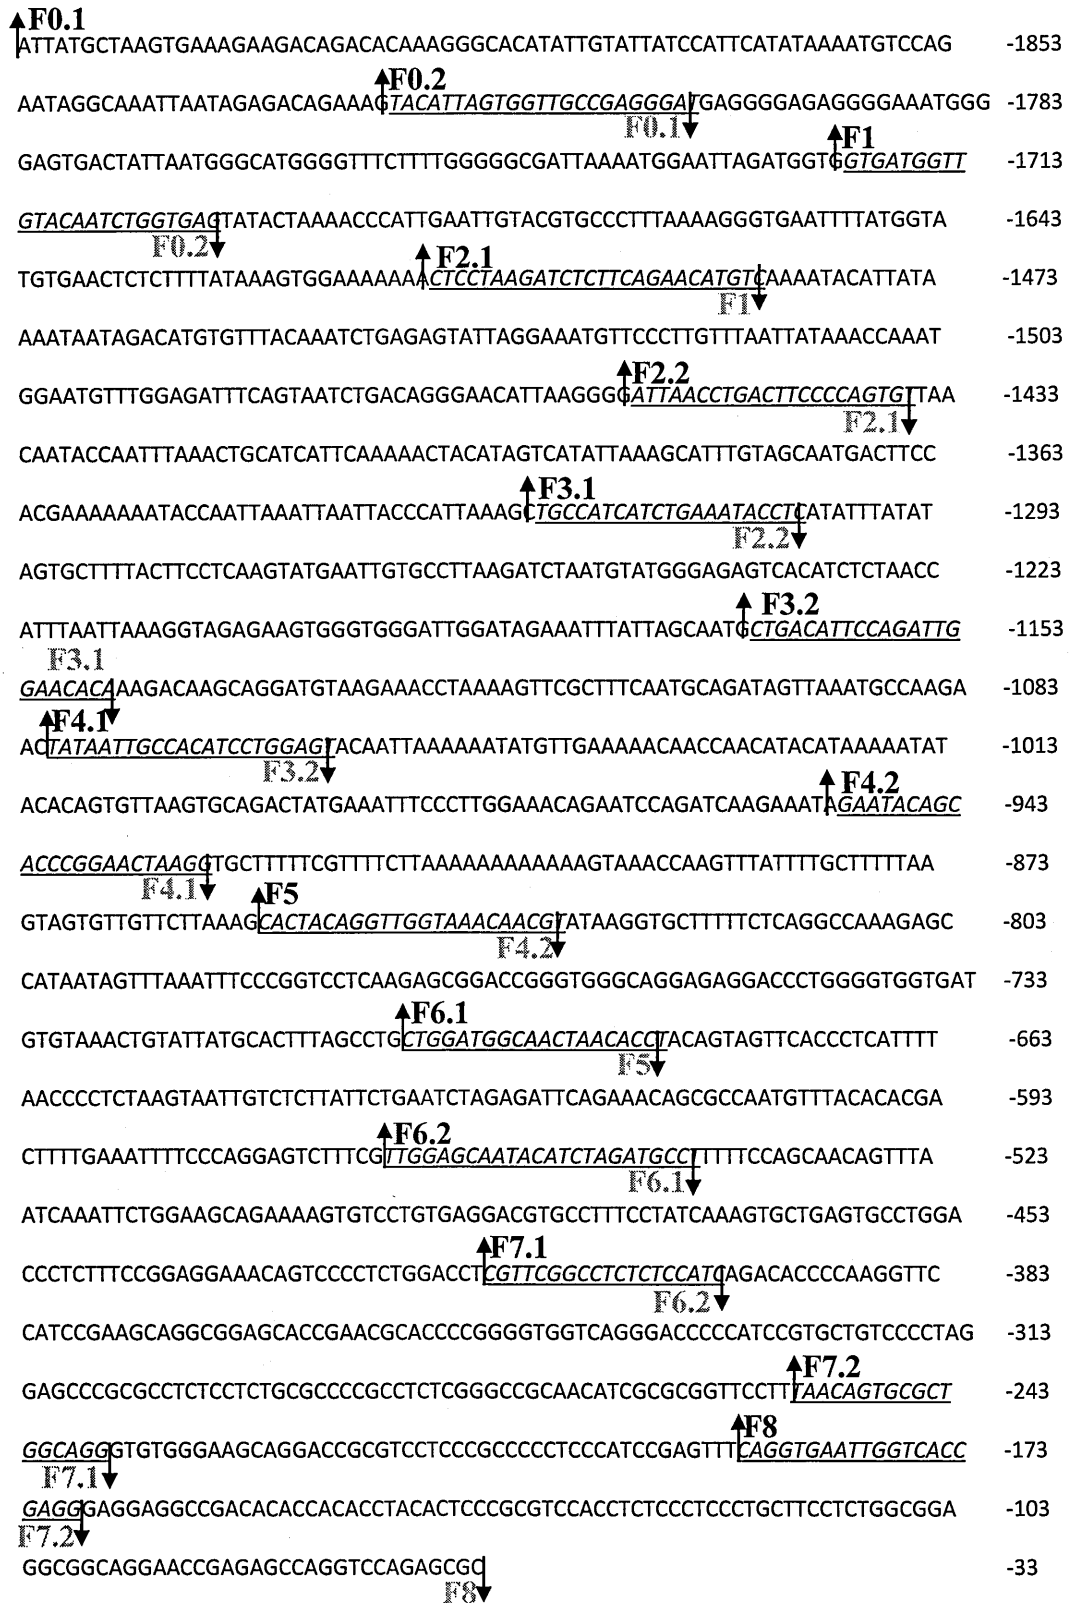 F0.1
ATTATGCTAAGTGAAAGAAGACAGACACAAAGGGCACATATTGTATTATCCATTCATATAAAATGTCCAG -1853
F0.2
AATAGGCAAATTAATAGAGACAGAAAGTACATTAGTGGTTGCCGAGGGATGAGGGGAGAGGGGAAATGGG -1783
F0.1
F1
GAGTGACTATTAATGGGCATGGGGTTTCTTTTGGGGGCGATTAAAATGGAATTAGATGGTGGTGATGGTT -1713
GTACAATCTGGTGAGTATACTAAAACCCATTGAATTGTACGTGCCCTTTAAAAGGGTGAATTTTATGGTA -1643
F0.2
F2.1
TGTGAACTCTCTTTTATAAAGTGGAAAAAAACTCCTAAGATCTCTTCAGAACATGTCAAAATACATTATA -1473
F1
AAATAATAGACATGTGTTTACAAATCTGAGAGTATTAGGAAATGTTCCCTTGTTTAATTATAAACCAAAT -1503
F2.2
GGAATGTTTGGAGATTTCAGTAATCTGACAGGGAACATTAAGGGGATTAACCTGACTTCCCCAGTGTTAA -1433
F2.1
CAATACCAATTTAAACTGCATCATTCAAAAACTACATAGTCATATTAAAGCATTTGTAGCAATGACTTCC -1363
F3.1
ACGAAAAAAATACCAATTAAATTAATTACCCATTAAAGCTGCCATCATCTGAAATACCTCATATTTATAT -1293
F2.2
AGTGCTTTTACTTCCTCAAGTATGAATTGTGCCTTAAGATCTAATGTATGGGAGAGTCACATCTCTAACC -1223
F3.2
ATTTAATTAAAGGTAGAGAAGTGGGTGGGATTGGATAGAAATTTATTAGCAATGCTGACATTCCAGATTG -1153
F3.1
GAACACAAAGACAAGCAGGATGTAAGAAACCTAAAAGTTCGCTTTCAATGCAGATAGTTAAATGCCAAGA -1083
F4.1
ACTATAATTGCCACATCCTGGAGTACAATTAAAAAATATGTTGAAAAACAACCAACATACATAAAAATAT -1013
F3.2
F4.2
ACACAGTGTTAAGTGCAGACTATGAAATTTCCCTTGGAAACAGAATCCAGATCAAGAAATAGAATACAGC -943
ACCCGGAACTAAGGTGCTTTTTCGTTTTCTTAAAAAAAAAAAAAGTAAACCAAGTTTATTTTGCTTTTTAA -873
F4.1
F5
GTAGTGTTGTTCTTAAAGCACTACAGGTTGGTAAACAACGTATAAGGTGCTTTTTCTCAGGCCAAAGAGC -803
F4.2
CATAATAGTTTAAATTTCCCGGTCCTCAAGAGCGGACCGGGTGGGCAGGAGAGGACCCTGGGGTGGTGAT -733
F6.1
GTGTAAACTGTATTATGCACTTTAGCCTGCTGGATGGCAACTAACACCTACAGTAGTTCACCCTCATTTT -663
F5
AACCCCTCTAAGTAATTGTCTCTTATTCTGAATCTAGAGATTCAGAAACAGCGCCAATGTTTACACACGA -593
F6.2
CTTTTGAAATTTTCCCAGGAGTCTTTCGTTGGAGCAATACATCTAGATGCCTTTTTCCAGCAACAGTTTA -523
F6.1
ATCAAATTCTGGAAGCAGAAAAGTGTCCTGTGAGGACGTGCCTTTCCTATCAAAGTGCTGAGTGCCTGGA -453
F7.1
CCCTCTTTCCGGAGGAAACAGTCCCCTCTGGACCTCGTTCGGCCTCTCTCCATCAGACACCCCAAGGTTC -383
F6.2
CATCCGAAGCAGGCGGAGCACCGAACGCACCCCGGGGTGGTCAGGGACCCCCATCCGTGCTGTCCCCTAG -313
F7.2
GAGCCCGCGCCTCTCCTCTGCGCCCCGCCTCTCGGGCCGCAACATCGCGCGGTTCCTTTAACAGTGCGCT -243
F8
GGCAGGGTGTGGGAAGCAGGACCGCGTCCTCCCGCCCCCTCCCATCCGAGTTTCAGGTGAATTGGTCACC -173
F7.1
GAGGGAGGAGGCCGACACACCACACCTACACTCCCGCGTCCACCTCTCCCTCCCTGCTTCCTCTGGCGGA -103
F7.2
GGCGGCAGGAACCGAGAGCCAGGTCCAGAGCGC -33
F8